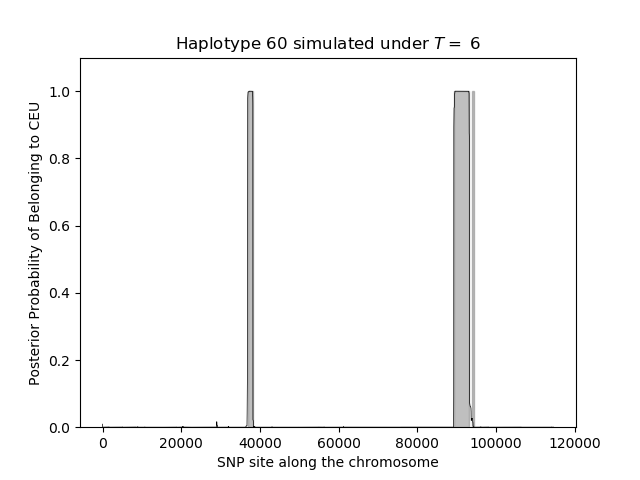 Haplotype 60 simulated under T = 6
Posterior Probability of Belonging to CEU
1.0
0.8
0.6
0.4
0.2
0.0
0 20000 40000 60000 80000 100000 120000
SNP site along the chromosome